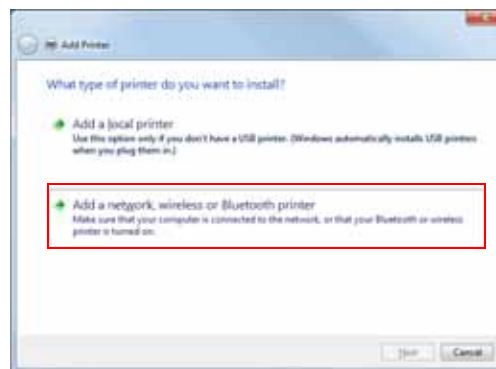 Add Printer
What type of printer do you want to install?
Add a local printer
Use this option only if you don't have a USB printer. (Windows automatically installs USB printers
when you plug them in.)
Add a network, wireless or Bluetooth printer
Make sure that your computer is connected to the network, or that your Bluetooth or wireless
printer is turned on.
Next
Cancel